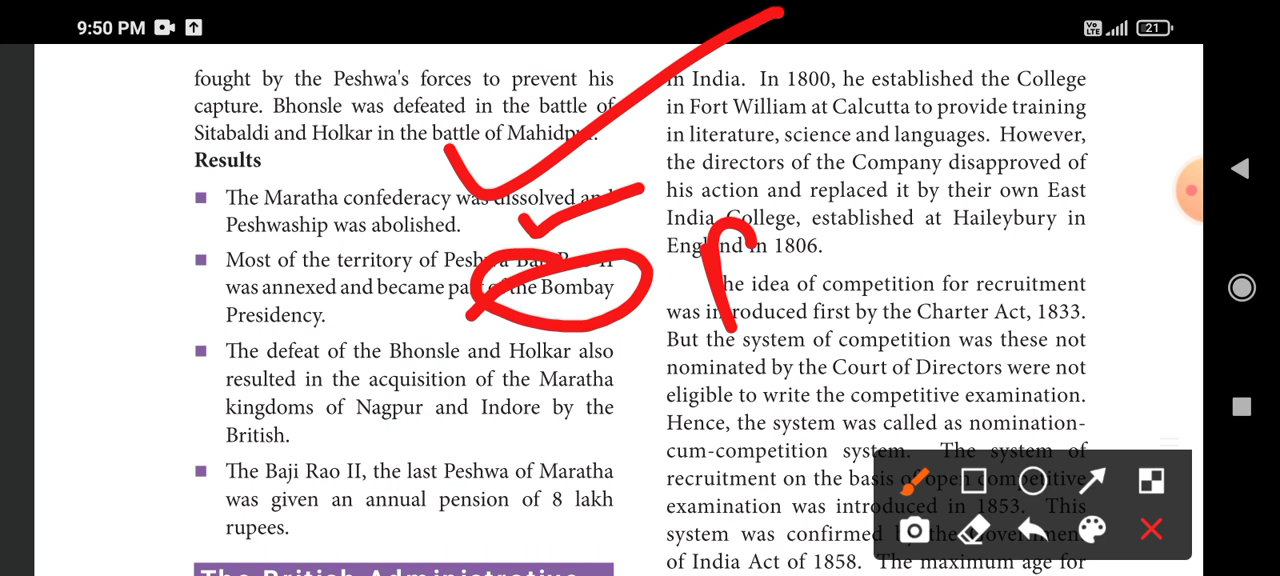 9:50 PM
Vo LTE
21
fought by the Peshwa's forces to prevent his
capture. Bhonsle was defeated in the battle of
Sitabaldi and Holkar in the battle of Mahidpur.
Results
The Maratha confederacy was dissolved and
Peshwaship was abolished.
Most of the territory of Peshwa Baji Rao II
was annexed and became part of the Bombay
Presidency.
The defeat of the Bhonsle and Holkar also
resulted in the acquisition of the Maratha
kingdoms of Nagpur and Indore by the
British.
The Baji Rao II, the last Peshwa of Maratha
was given an annual pension of 8 lakh
rupees.
The British Administrative
in India. In 1800, he established the College
in Fort William at Calcutta to provide training
in literature, science and languages. However,
the directors of the Company disapproved of
his action and replaced it by their own East
India College, established at Haileybury in
England in 1806.
The idea of competition for recruitment
was introduced first by the Charter Act, 1833.
But the system of competition was these not
nominated by the Court of Directors were not
eligible to write the competitive examination.
Hence, the system was called as nomination-
cum-competition system. The system of
recruitment on the basis of open competitive
examination was introduced in 1853. This
system was confirmed by the Government
of India Act of 1858. The maximum age for